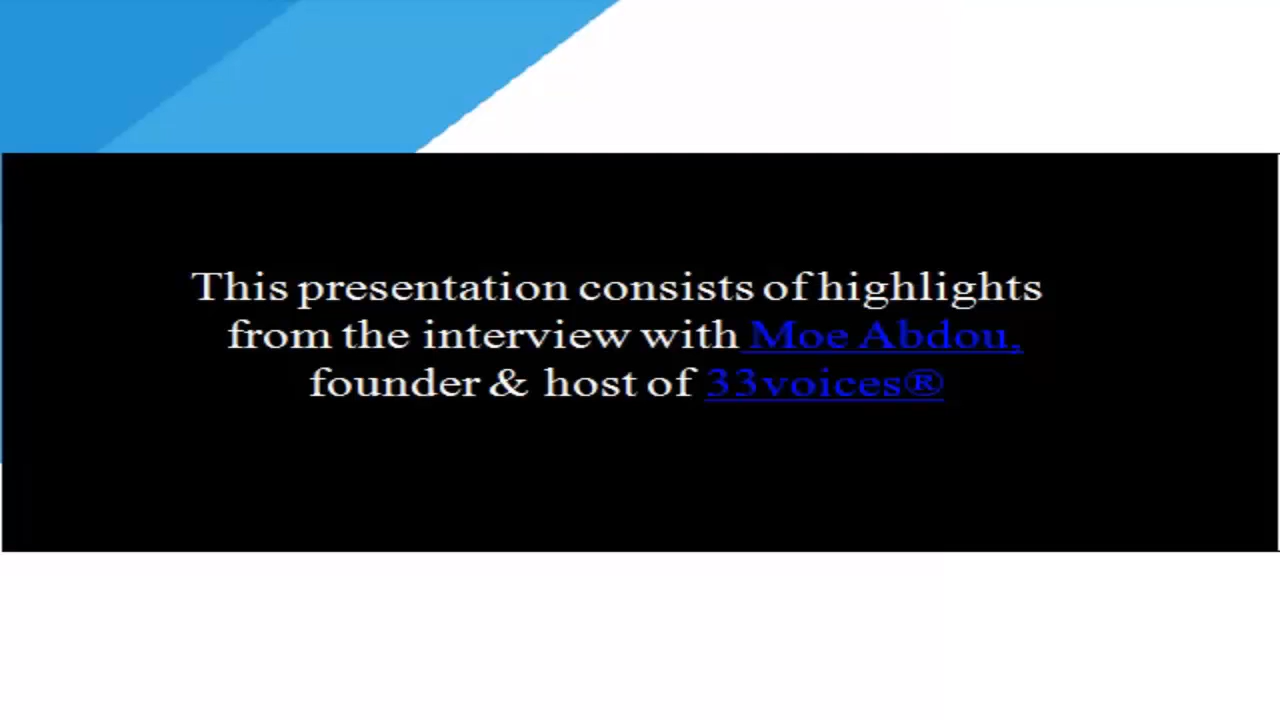 This presentation consists of highlights
from the interview with Moe Abdou,
founder & host of 33voices®